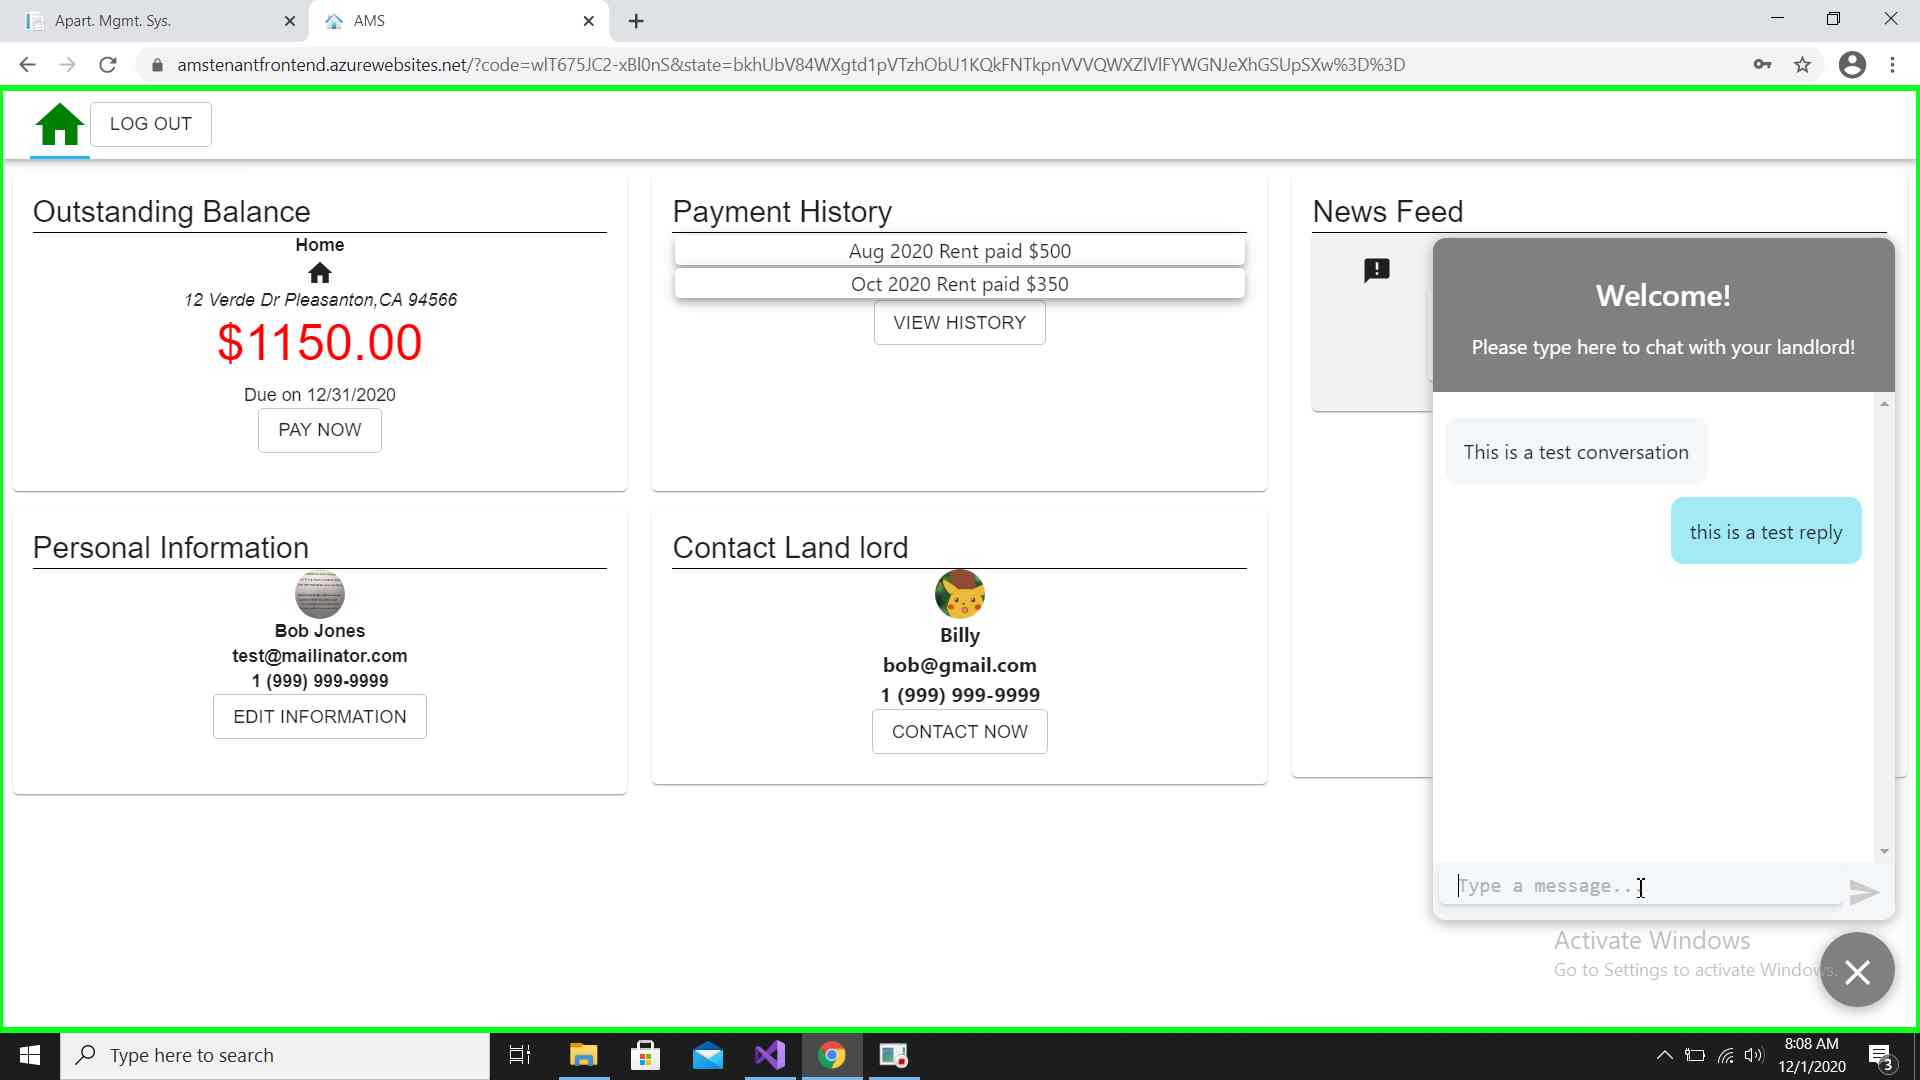 Apart. Mgmt. Sys.
AMS
amstenantfrontend.azurewebsites.net/?code=wlT675JC2-xBl0nS&state=bkhUbV84WXgtd1pVTzhObU1KQkFNTkpnVVVQWXZlVlFYWGNJeXhGSUpSXw%3D%3D
LOG OUT
Outstanding Balance
Home
12 Verde Dr Pleasanton,CA 94566
$1150.00
Due on 12/31/2020
PAY NOW
Payment History
Aug 2020 Rent paid $500
Oct 2020 Rent paid $350
VIEW HISTORY
News Feed
Personal Information
Bob Jones
test@mailinator.com
1 (999) 999-9999
EDIT INFORMATION
Contact Land lord
Billy
bob@gmail.com
1 (999) 999-9999
CONTACT NOW
Welcome!
Please type here to chat with your landlord!
This is a test conversation
this is a test reply
Type a message...
Activate Windows
Go to Settings to activate Windows.
Type here to search
8:08 AM
12/1/2020
3